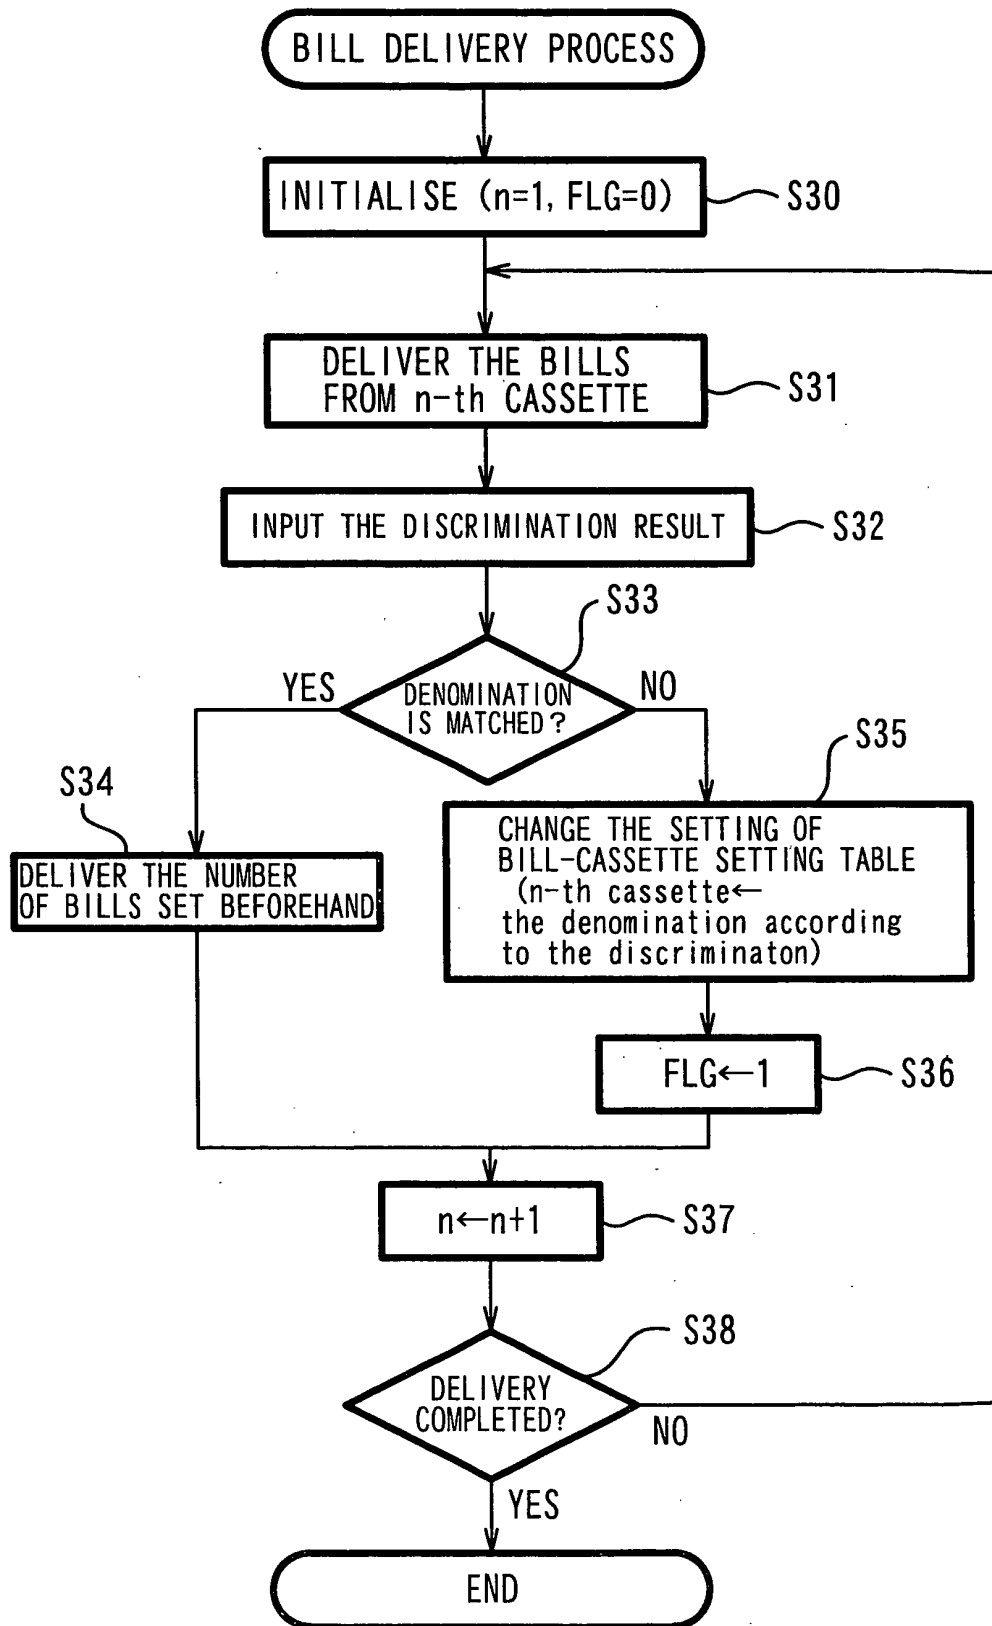 BILL DELIVERY PROCESS
INITIALISE (n=1, FLG=0)
S30
DELIVER THE BILLS
FROM n-th CASSETTE
S31
INPUT THE DISCRIMINATION RESULT
S32
S33
YES
DENOMINATION
IS MATCHED?
NO
S34
DELIVER THE NUMBER
OF BILLS SET BEFOREHAND
S35
CHANGE THE SETTING OF
BILL-CASSETTE SETTING TABLE
(n-th cassette←
the denomination according
to the discriminaton)
FLG←1
S36
n←n+1
S37
S38
DELIVERY
COMPLETED?
NO
YES
END